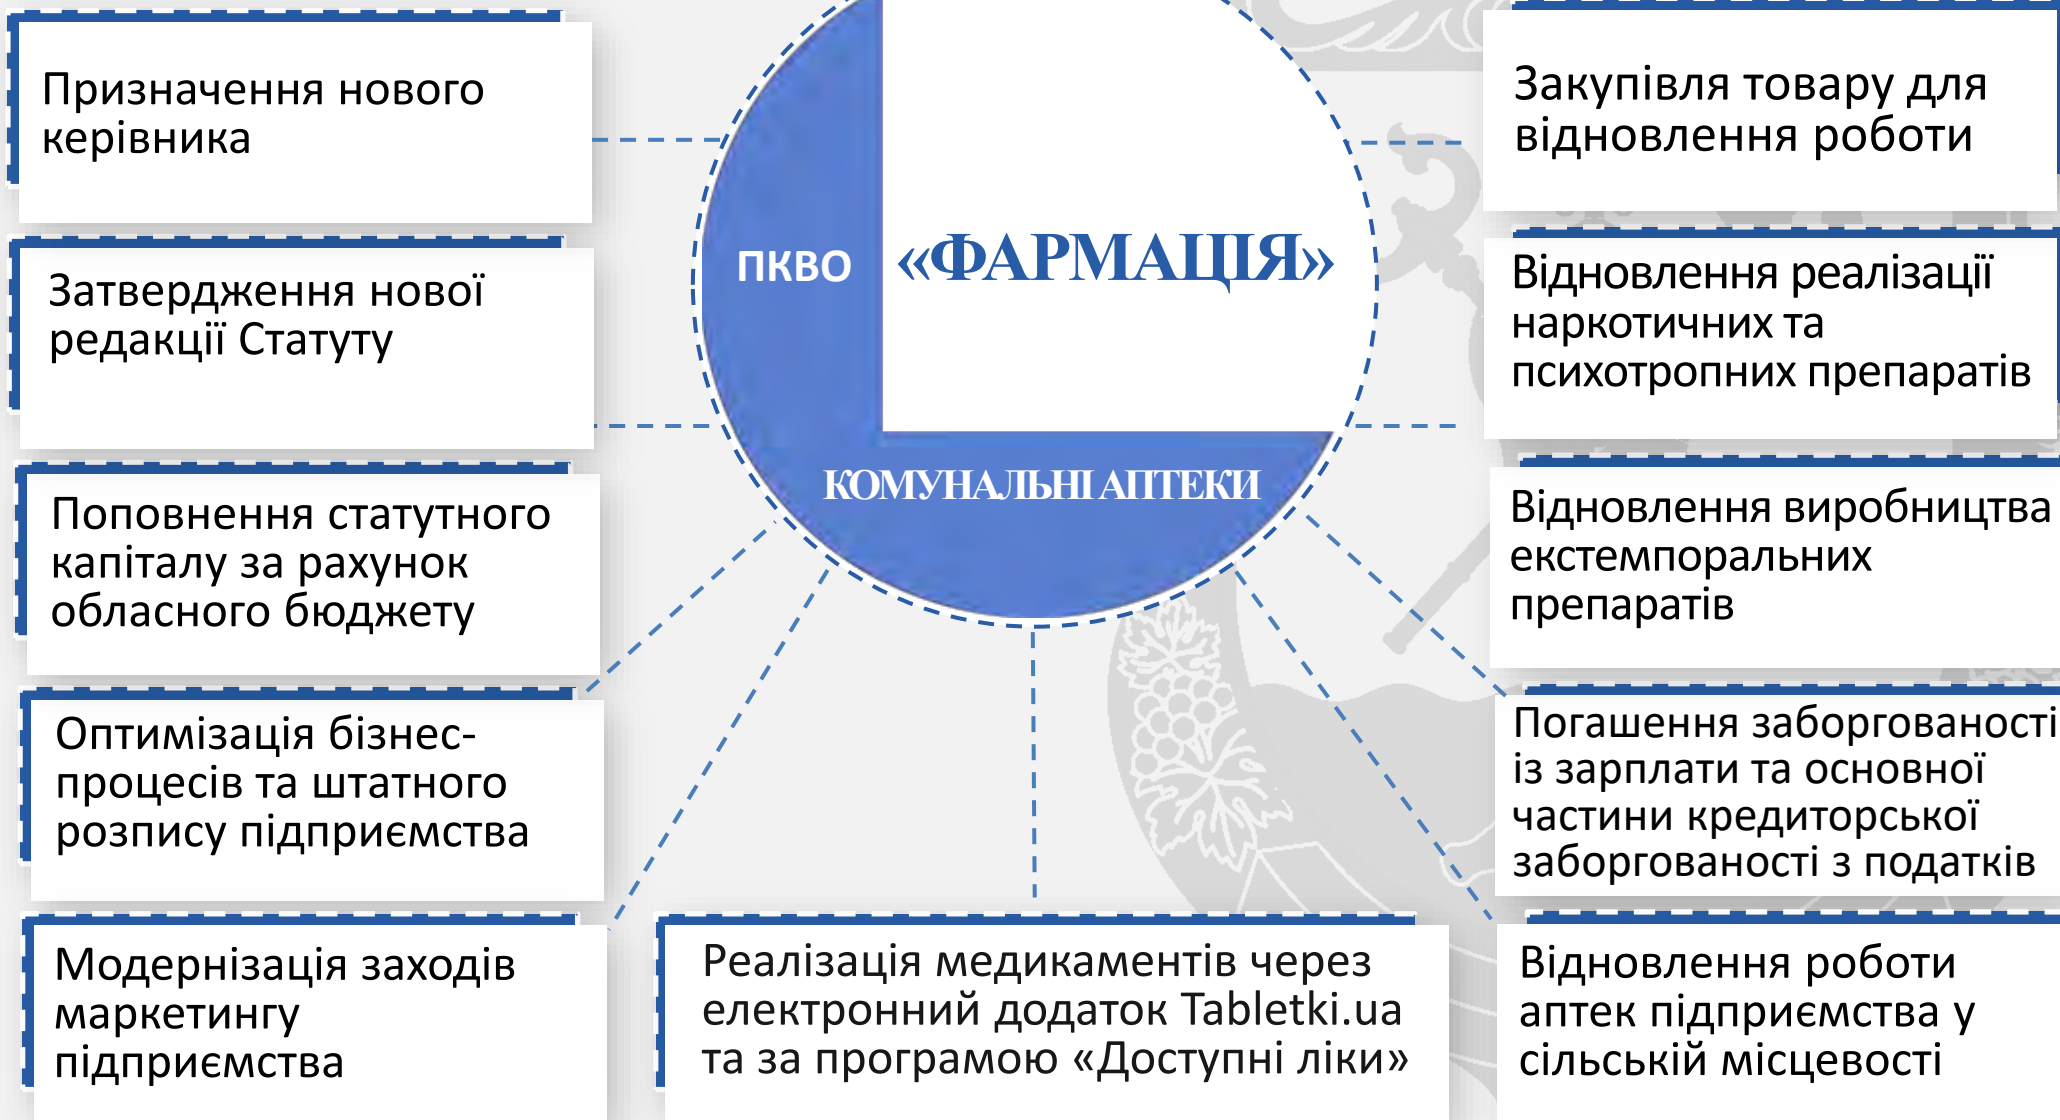 Призначення нового
керівника
Затвердження нової
редакції Статуту
Поповнення статутного
капіталу за рахунок
обласного бюджету
Оптимізація бізнес-
процесів та штатного
розпису підприємства
Модернізація заходів
маркетингу
підприємства
ПКВО
«ФАРМАЦІЯ»
КОМУНАЛЬНІ АПТЕКИ
Реалізація медикаментів через
електронний додаток Tabletki.ua
та за програмою «Доступні ліки»
Закупівля товару для
відновлення роботи
Відновлення реалізації
наркотичних та
психотропних препаратів
Відновлення виробництва
екстемпоральних
препаратів
Погашення заборгованості
із зарплати та основної
частини кредиторської
заборгованості з податків
Відновлення роботи
аптек підприємства у
сільській місцевості